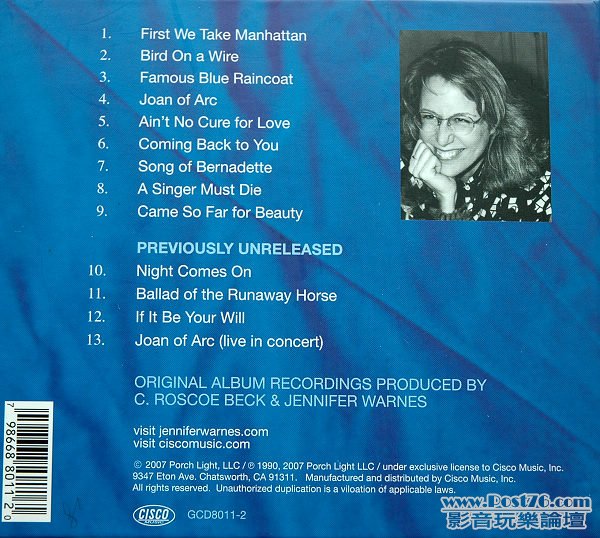 1. First We Take Manhattan
2. Bird On a Wire
3. Famous Blue Raincoat
4. Joan of Arc
5. Ain't No Cure for Love
6. Coming Back to You
7. Song of Bernadette
8. A Singer Must Die
9. Came So Far for Beauty
PREVIOUSLY UNRELEASED
10. Night Comes On
11. Ballad of the Runaway Horse
12. If It Be Your Will
13. Joan of Arc (live in concert)
ORIGINAL ALBUM RECORDINGS PRODUCED BY
C. ROSCOE BECK & JENNIFER WARNES
visit jenniferwarnes.com
visit ciscomusic.com
© 2007 Porch Light, LLC / ℗ 1990, 2007 Porch Light LLC / under exclusive license to Cisco Music, Inc.
9347 Eton Ave. Chatsworth, CA 91311. Manufactured and distributed by Cisco Music, Inc.
All rights reserved. Unauthorized duplication is a viloation of applicable laws.
CISCO MUSIC GCD8011-2
7 98668 80112 0
www.Post76.com
影音玩樂論壇